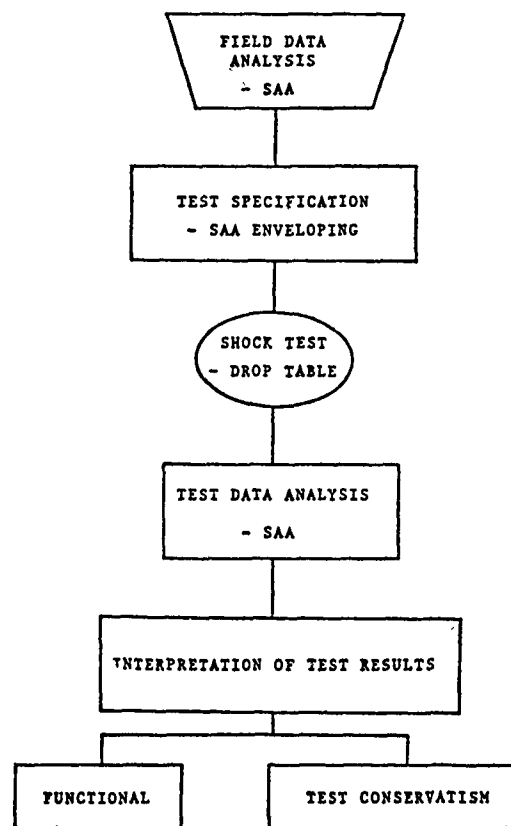 FIELD DATA
ANALYSIS
- SAA
TEST SPECIFICATION
- SAA ENVELOPING
SHOCK TEST
- DROP TABLE
TEST DATA ANALYSIS
- SAA
INTERPRETATION OF TEST RESULTS
FUNCTIONAL
TEST CONSERVATISM